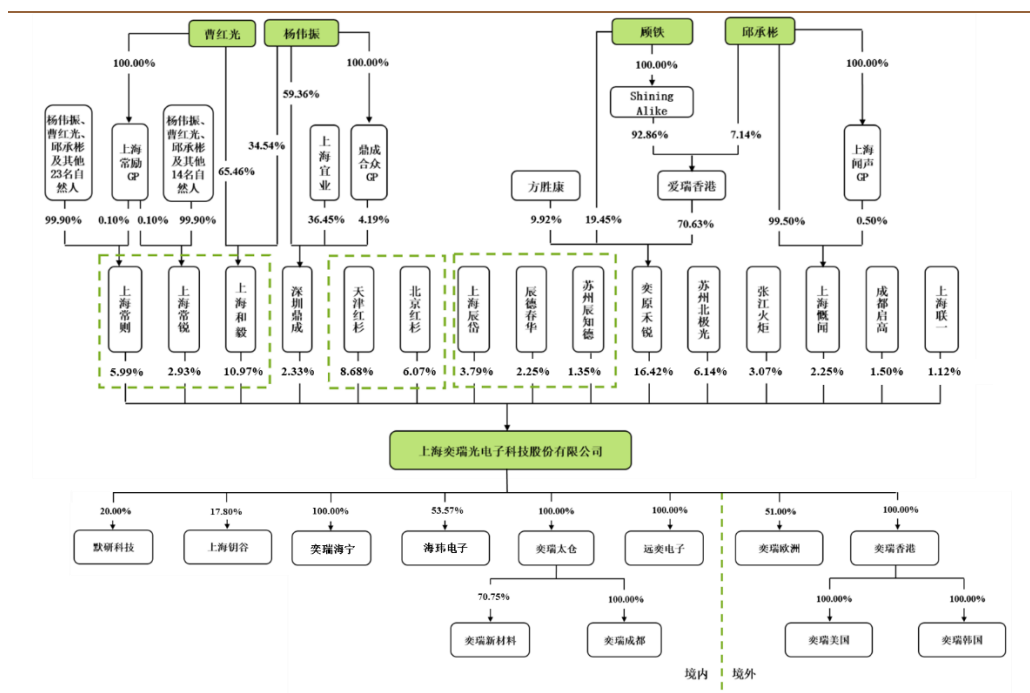 曹红光
杨伟振
顾铁
邱承彬
100.00%
100.00%
100.00%
100.00%
59.36%
Shining
Alike
杨伟振、
曹红光、
邱承彬
及其他
23名自
然人
上海
常励
GP
杨伟振、
曹红光、
邱承彬
及其他
14名自
然人
34.54%
65.46%
上海宜业
鼎成
合众
GP
92.86%
7.14%
上海
闻声
GP
方胜康
爱瑞香港
99.90%
0.10%
0.10%
99.90%
36.45%
4.19%
9.92%
19.45%
70.63%
99.50%
0.50%
上海常则
上海常锐
上海和毅
深圳鼎成
天津红杉
北京红杉
上海辰岱
辰德春华
苏州辰知德
奕原禾锐
苏州北极光
张江火炬
上海慨闻
成都启高
上海联一
5.99%
2.93%
10.97%
2.33%
8.68%
6.07%
3.79%
2.25%
1.35%
16.42%
6.14%
3.07%
2.25%
1.50%
1.12%
上海奕瑞光电子科技股份有限公司
20.00%
17.80%
100.00%
53.57%
100.00%
100.00%
51.00%
100.00%
默研科技
上海钥谷
奕瑞海宁
海玮电子
奕瑞太仓
远奕电子
奕瑞欧洲
奕瑞香港
70.75%
100.00%
100.00%
100.00%
奕瑞新材料
奕瑞成都
奕瑞美国
奕瑞韩国
境内
境外